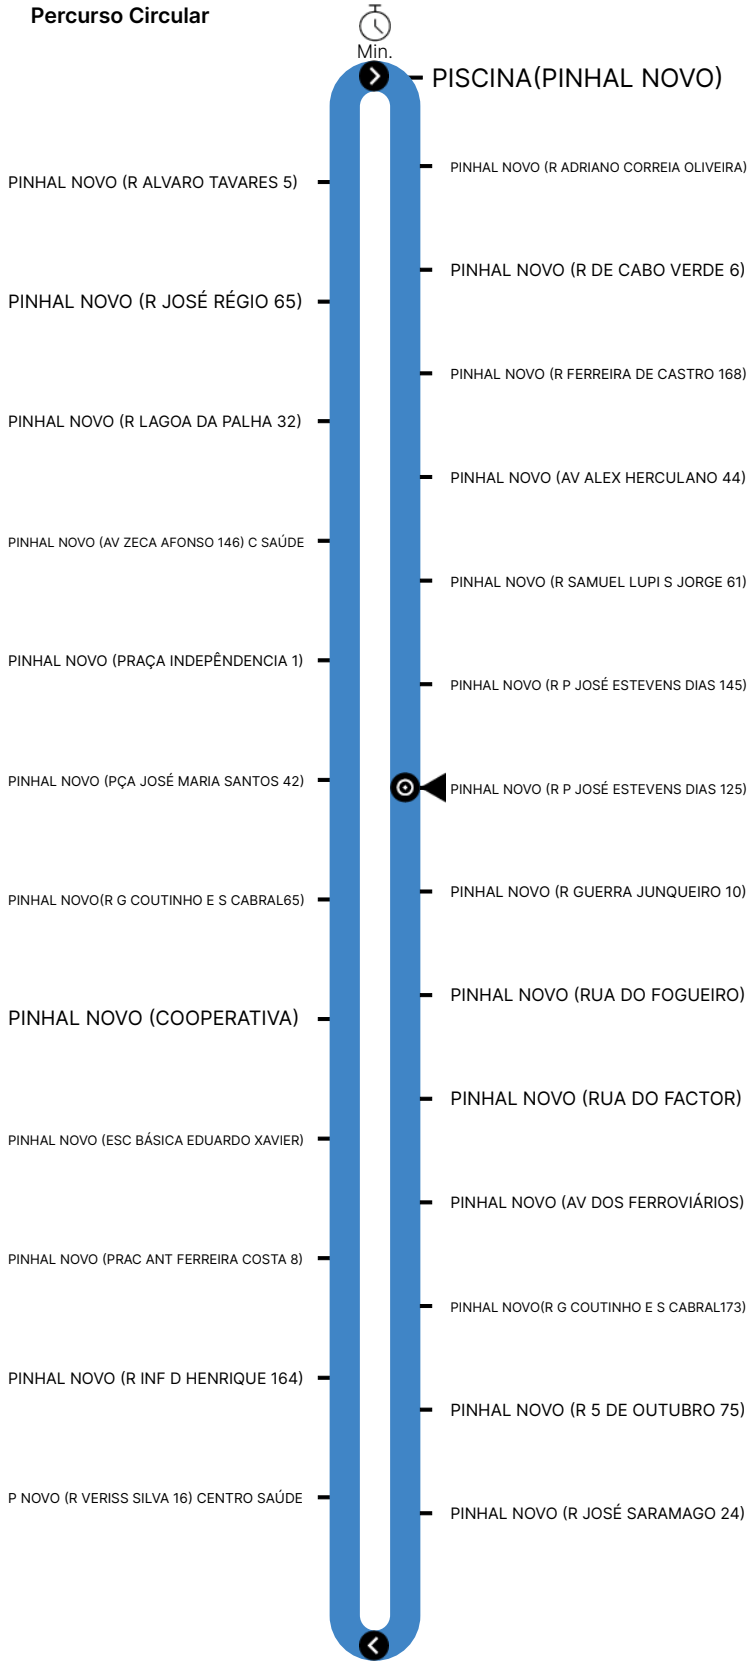 Percurso Circular
Min.
PISCINA(PINHAL NOVO)
PINHAL NOVO (R ADRIANO CORREIA OLIVEIRA)
PINHAL NOVO (R DE CABO VERDE 6)
PINHAL NOVO (R FERREIRA DE CASTRO 168)
PINHAL NOVO (AV ALEX HERCULANO 44)
PINHAL NOVO (R SAMUEL LUPI S JORGE 61)
PINHAL NOVO (R P JOSÉ ESTEVENS DIAS 145)
PINHAL NOVO (R P JOSÉ ESTEVENS DIAS 125)
PINHAL NOVO (R GUERRA JUNQUEIRO 10)
PINHAL NOVO (RUA DO FOGUEIRO)
PINHAL NOVO (RUA DO FACTOR)
PINHAL NOVO (AV DOS FERROVIÁRIOS)
PINHAL NOVO(R G COUTINHO E S CABRAL173)
PINHAL NOVO (R 5 DE OUTUBRO 75)
PINHAL NOVO (R JOSÉ SARAMAGO 24)
PINHAL NOVO (R ALVARO TAVARES 5)
PINHAL NOVO (R JOSÉ RÉGIO 65)
PINHAL NOVO (R LAGOA DA PALHA 32)
PINHAL NOVO (AV ZECA AFONSO 146) C SAÚDE
PINHAL NOVO (PRAÇA INDEPÊNDENCIA 1)
PINHAL NOVO (PÇA JOSÉ MARIA SANTOS 42)
PINHAL NOVO(R G COUTINHO E S CABRAL65)
PINHAL NOVO (COOPERATIVA)
PINHAL NOVO (ESC BÁSICA EDUARDO XAVIER)
PINHAL NOVO (PRAC ANT FERREIRA COSTA 8)
PINHAL NOVO (R INF D HENRIQUE 164)
P NOVO (R VERISS SILVA 16) CENTRO SAÚDE